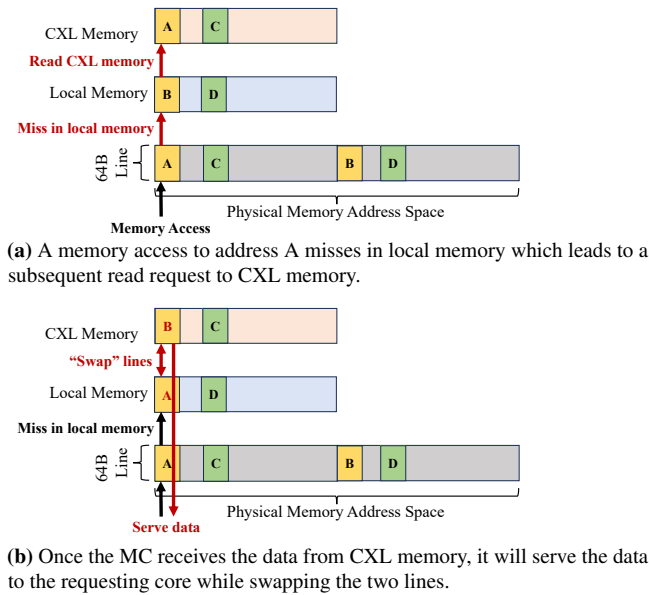 A C
CXL Memory
Read CXL memory
Local Memory B D
Miss in local memory
64B Line
A C B D
Physical Memory Address Space
Memory Access
(a) A memory access to address A misses in local memory which leads to a
subsequent read request to CXL memory.
B C
CXL Memory
“Swap” lines
Local Memory A D
Miss in local memory
64B Line
A C B D
Physical Memory Address Space
Serve data
(b) Once the MC receives the data from CXL memory, it will serve the data
to the requesting core while swapping the two lines.